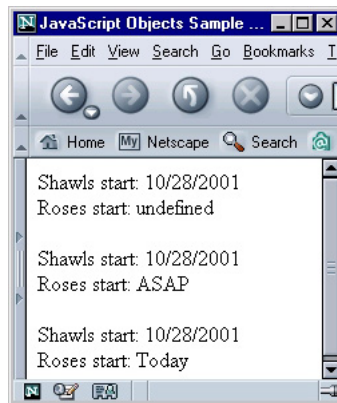 N JavaScript Objects Sample ...
File Edit View Search Go Bookmarks T
Home My Netscape Search
Shawls start: 10/28/2001
Roses start: undefined
Shawls start: 10/28/2001
Roses start: ASAP
Shawls start: 10/28/2001
Roses start: Today
N